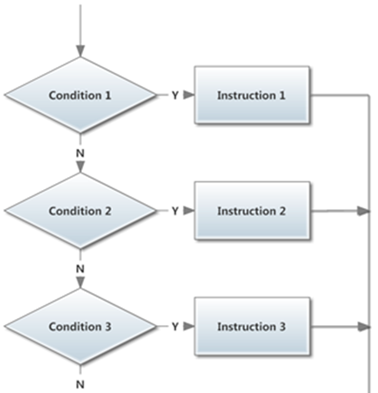 Condition 1 Y Instruction 1
N
Condition 2 Y Instruction 2
N
Condition 3 Y Instruction 3
N